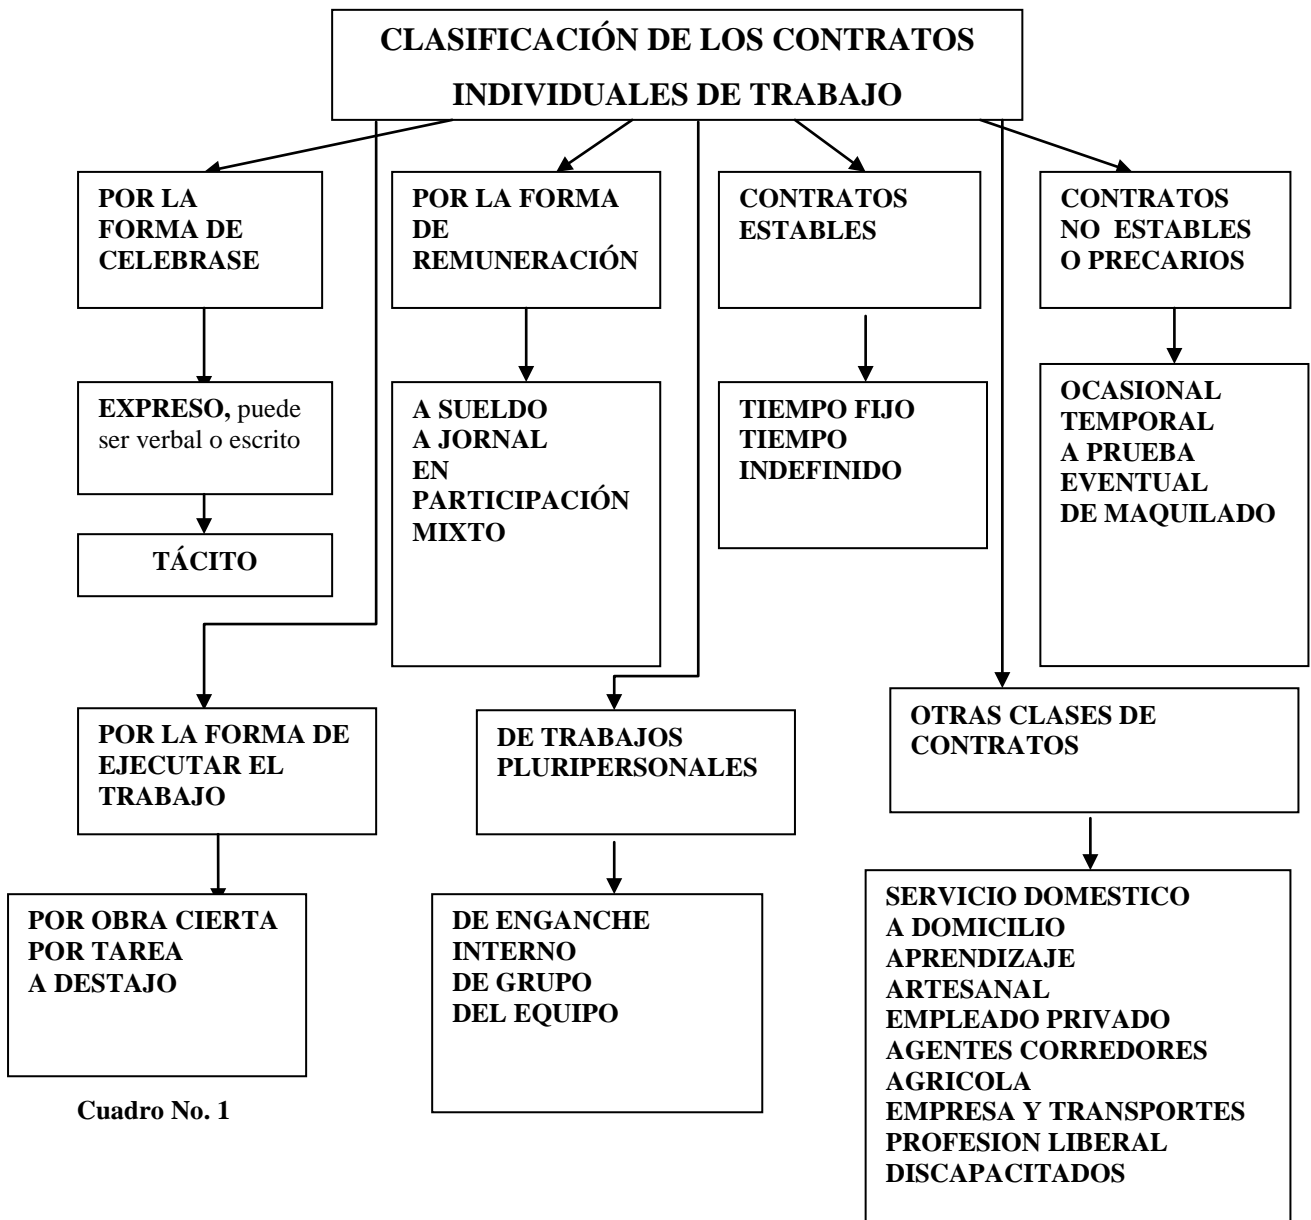 CLASIFICACIÓN DE LOS CONTRATOS
INDIVIDUALES DE TRABAJO
POR LA
FORMA DE
CELEBRASE
POR LA FORMA
DE
REMUNERACIÓN
CONTRATOS
ESTABLES
CONTRATOS
NO ESTABLES
O PRECARIOS
EXPRESO, puede
ser verbal o escrito
TÁCITO
A SUELDO
A JORNAL
EN
PARTICIPACIÓN
MIXTO
TIEMPO FIJO
TIEMPO
INDEFINIDO
OCASIONAL
TEMPORAL
A PRUEBA
EVENTUAL
DE MAQUILADO
POR LA FORMA DE
EJECUTAR EL
TRABAJO
DE TRABAJOS
PLURIPERSONALES
OTRAS CLASES DE
CONTRATOS
POR OBRA CIERTA
POR TAREA
A DESTAJO
DE ENGANCHE
INTERNO
DE GRUPO
DEL EQUIPO
SERVICIO DOMESTICO
A DOMICILIO
APRENDIZAJE
ARTESANAL
EMPLEADO PRIVADO
AGENTES CORREDORES
AGRICOLA
EMPRESA Y TRANSPORTES
PROFESION LIBERAL
DISCAPACITADOS
Cuadro No. 1